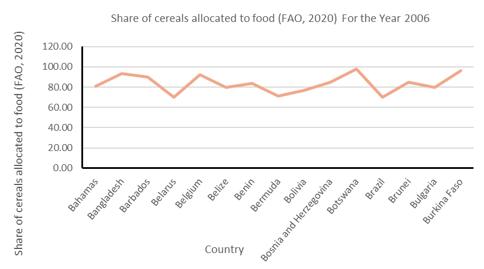 Share of cereals allocated to food (FAO, 2020) For the Year 2006
Share of cereals allocated to food (FAO, 2020)
120.00
100.00
80.00
60.00
40.00
20.00
0.00
Bahamas
Bangladesh
Barbados
Belarus
Belgium
Belize
Benin
Bermuda
Bolivia
Bosnia and Herzegovina
Botswana
Brazil
Brunei
Bulgaria
Burkina Faso
Country